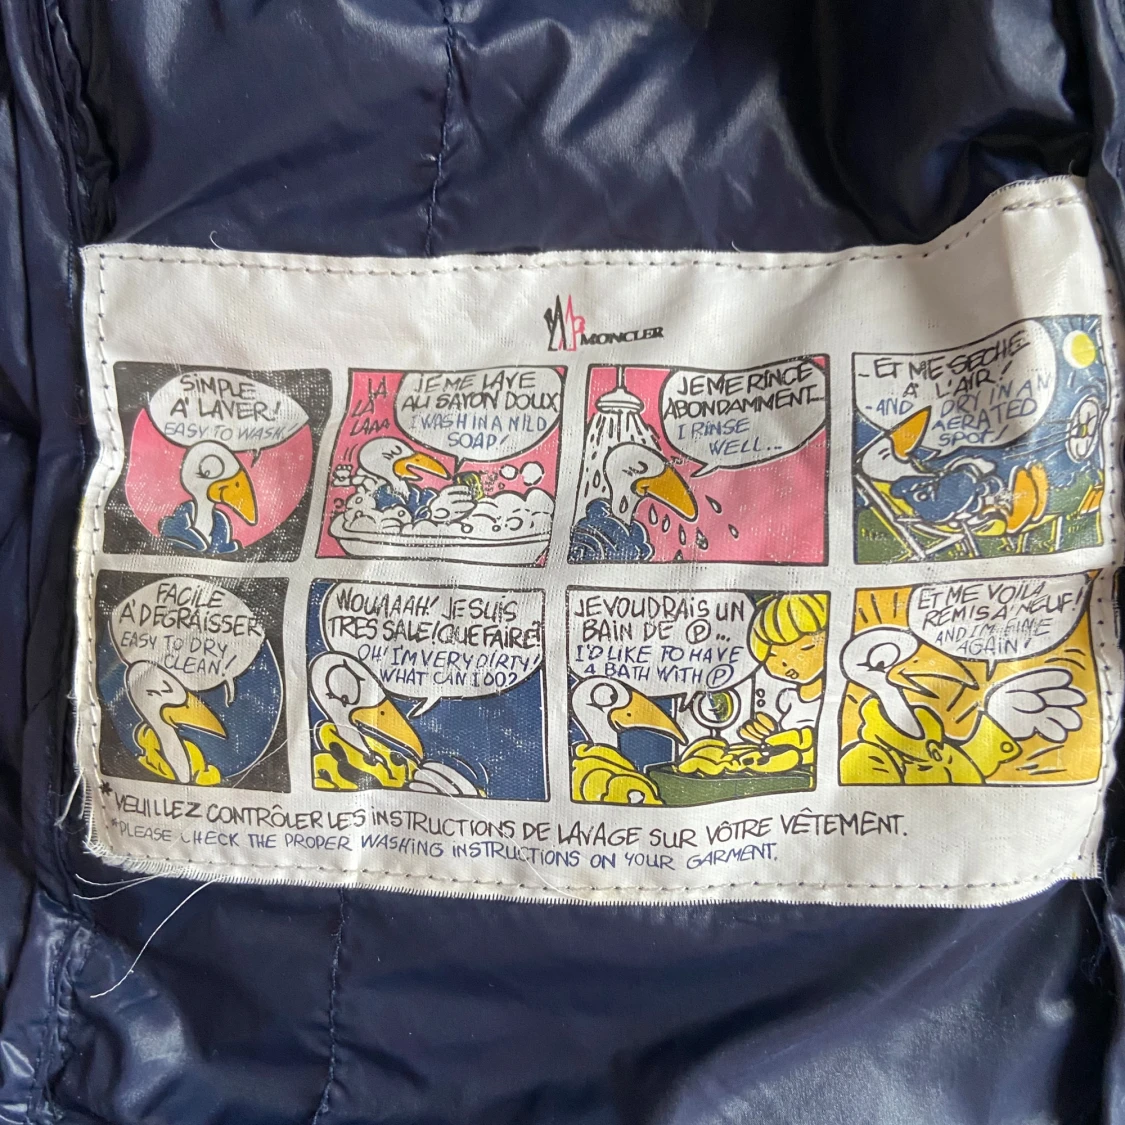 MONCLER
SIMPLE
A' LAVER!
EASY TO WASH!
LA
LA
LAAA
JE ME LAVE
AU SAVON DOUX
I WASH IN A MILD
SOAP!
JE ME RINCE
ABONDAMMENT...
I RINSE
WELL...
..ET ME SECHE
A' L'AIR!
-AND DRY IN AN
AERATED
SPOT!
FACILE
A' DEGRAISSER
EASY TO DRY
CLEAN!
WOUAAAH! JE SUIS
TRES SALE! QUE FAIRE?
OH! I'M VERY DIRTY!
WHAT CAN I DO?
JE VOUDRAIS UN
BAIN DE Ⓟ...
I'D LIKE TO HAVE
A BATH WITH Ⓟ
ET ME VOILA
REMIS A' NEUF!
AND I'M FINE
AGAIN!
*VEUILLEZ CONTRÔLER LES INSTRUCTIONS DE LAVAGE SUR VÔTRE VÊTEMENT.
*PLEASE CHECK THE PROPER WASHING INSTRUCTIONS ON YOUR GARMENT.